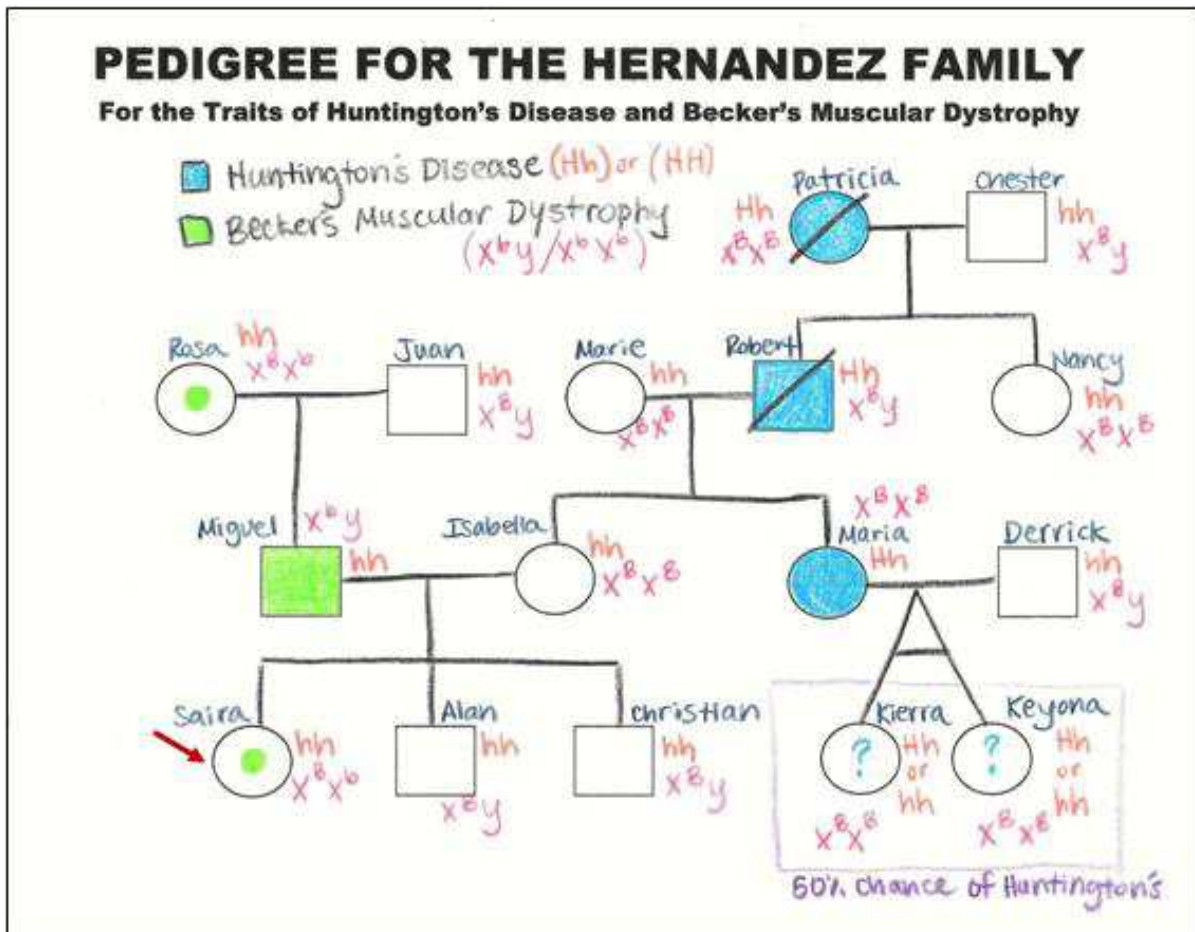 PEDIGREE FOR THE HERNANDEZ FAMILY
For the Traits of Huntington's Disease and Becker's Muscular Dystrophy
Huntington's Disease (Hh) or (HH)
Becker's Muscular Dystrophy
(X^b y / X^b X^b)
Patricia
Hh
X^B X^B
Chester
hh
X^B y
Rosa
hh
X^B X^b
Juan
hh
X^B y
Marie
hh
X^B X^B
Robert
Hh
X^B y
Nancy
hh
X^B X^B
Miguel
X^b y
hh
Isabella
hh
X^B X^B
X^B X^B
Maria
Hh
Derrick
hh
X^B y
Saira
hh
X^B X^b
Alan
hh
X^B y
Christian
hh
X^B y
Kierra
?
Hh
or
hh
X^B X^B
Keyona
?
Hh
or
hh
X^B X^B
50% chance of Huntington's